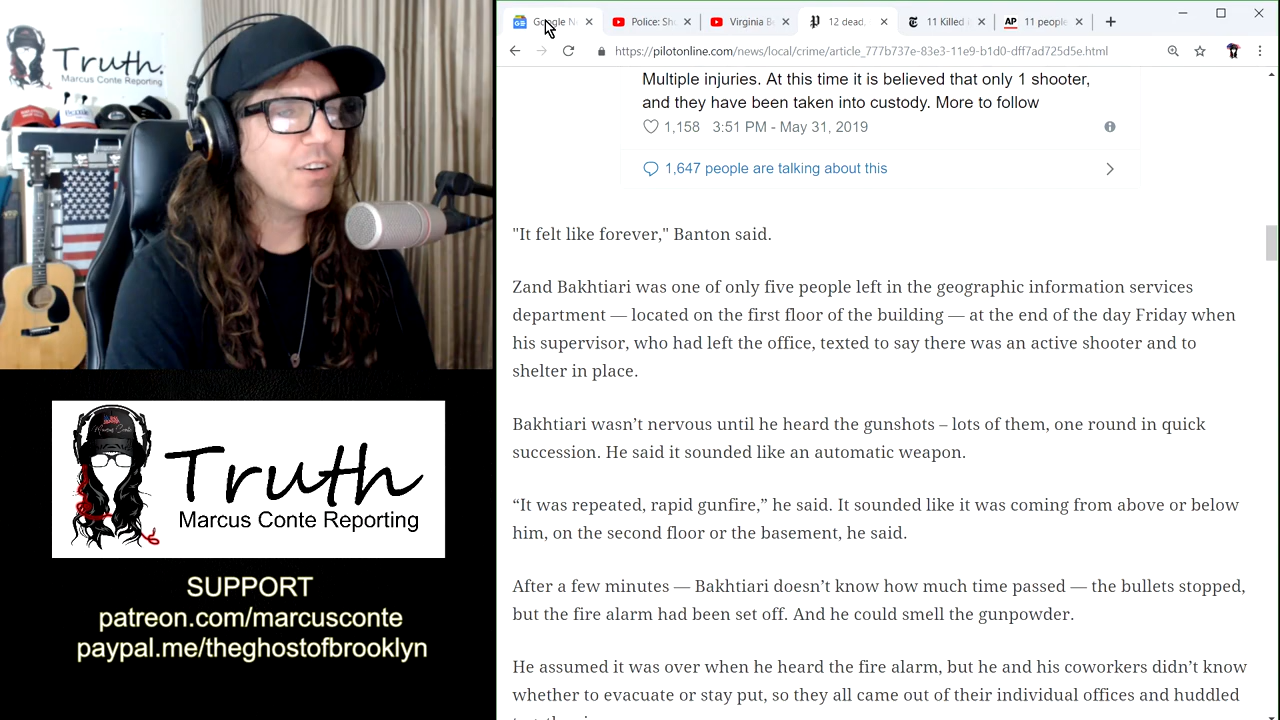 Truth.
Marcus Conte Reporting
Truth
Marcus Conte Reporting
SUPPORT
patreon.com/marcusconte
paypal.me/theghostofbrooklyn
Google N
Police: Sh
Virginia Be
12 dead.
11 Killed i
AP 11 people
https://pilotonline.com/news/local/crime/article_777b737e-83e3-11e9-b1d0-dff7ad725d5e.html
Multiple injuries. At this time it is believed that only 1 shooter,
and they have been taken into custody. More to follow
1,158 3:51 PM - May 31, 2019
1,647 people are talking about this
"It felt like forever," Banton said.
Zand Bakhtiari was one of only five people left in the geographic information services
department — located on the first floor of the building — at the end of the day Friday when
his supervisor, who had left the office, texted to say there was an active shooter and to
shelter in place.
Bakhtiari wasn’t nervous until he heard the gunshots – lots of them, one round in quick
succession. He said it sounded like an automatic weapon.
“It was repeated, rapid gunfire,” he said. It sounded like it was coming from above or below
him, on the second floor or the basement, he said.
After a few minutes — Bakhtiari doesn’t know how much time passed — the bullets stopped,
but the fire alarm had been set off. And he could smell the gunpowder.
He assumed it was over when he heard the fire alarm, but he and his coworkers didn’t know
whether to evacuate or stay put, so they all came out of their individual offices and huddled